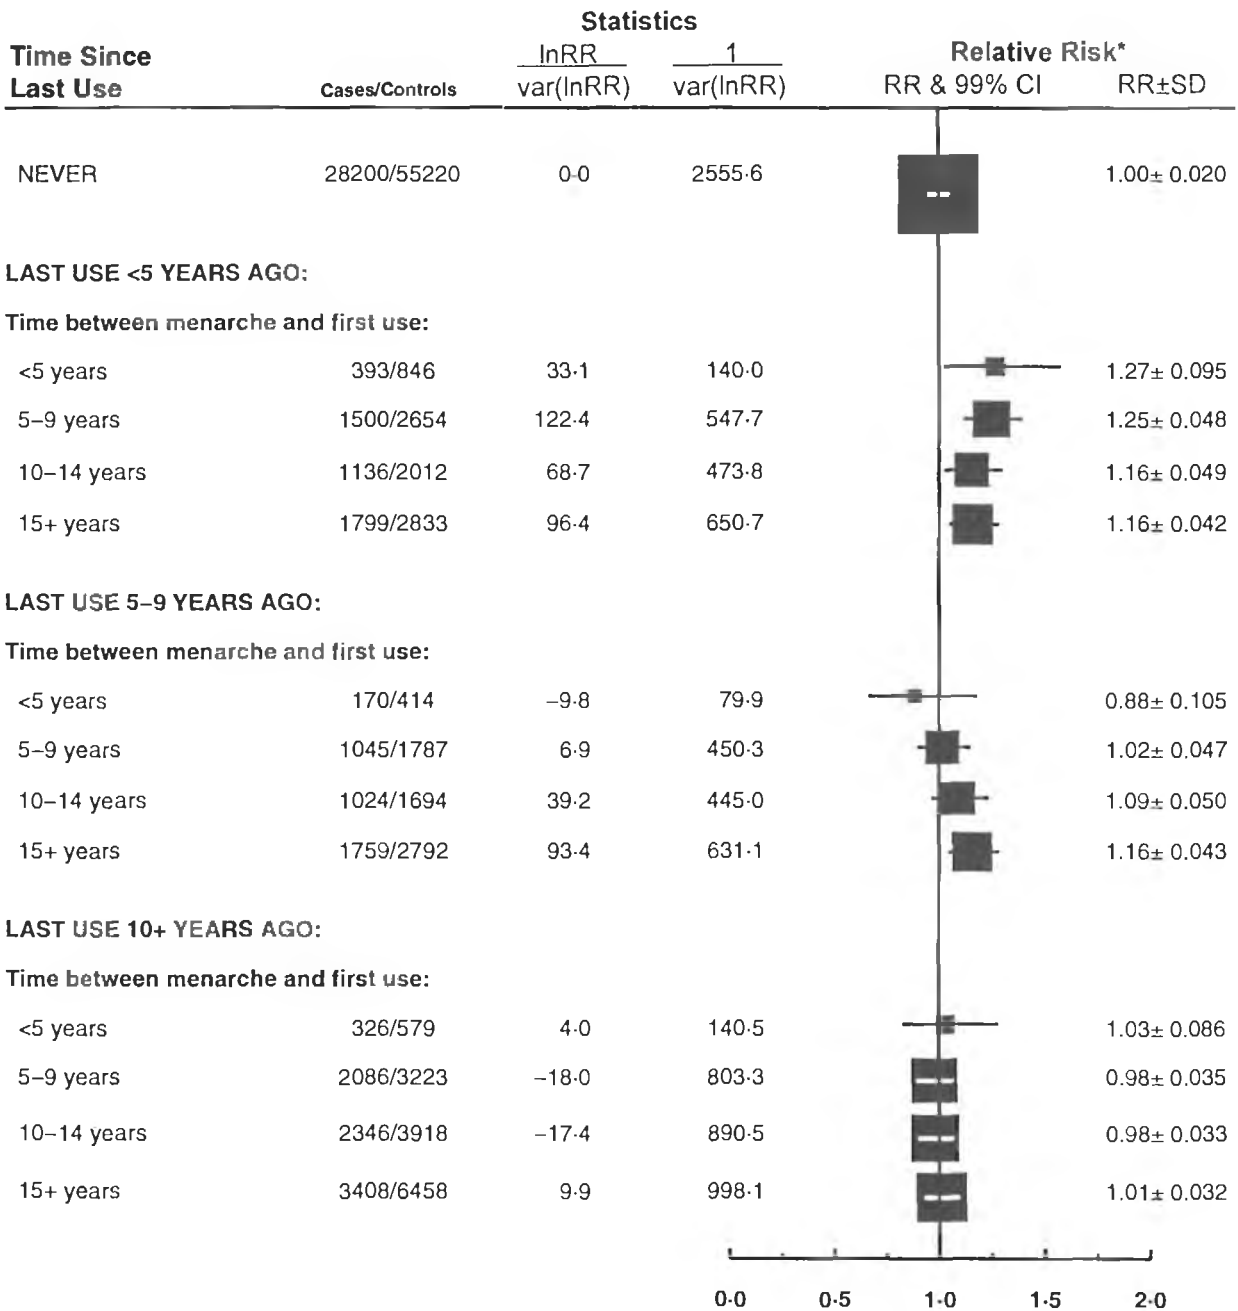 Statistics
Time Since Last Use Cases/Controls lnRR/var(lnRR) 1/var(lnRR) Relative Risk* RR & 99% CI RR±SD
NEVER 28200/55220 0·0 2555·6 1.00± 0.020
LAST USE <5 YEARS AGO:
Time between menarche and first use:
<5 years 393/846 33·1 140·0 1.27± 0.095
5–9 years 1500/2654 122·4 547·7 1.25± 0.048
10–14 years 1136/2012 68·7 473·8 1.16± 0.049
15+ years 1799/2833 96·4 650·7 1.16± 0.042
LAST USE 5–9 YEARS AGO:
Time between menarche and first use:
<5 years 170/414 –9·8 79·9 0.88± 0.105
5–9 years 1045/1787 6·9 450·3 1.02± 0.047
10–14 years 1024/1694 39·2 445·0 1.09± 0.050
15+ years 1759/2792 93·4 631·1 1.16± 0.043
LAST USE 10+ YEARS AGO:
Time between menarche and first use:
<5 years 326/579 4·0 140·5 1.03± 0.086
5–9 years 2086/3223 –18·0 803·3 0.98± 0.035
10–14 years 2346/3918 –17·4 890·5 0.98± 0.033
15+ years 3408/6458 9·9 998·1 1.01± 0.032
0·0 0·5 1·0 1·5 2·0